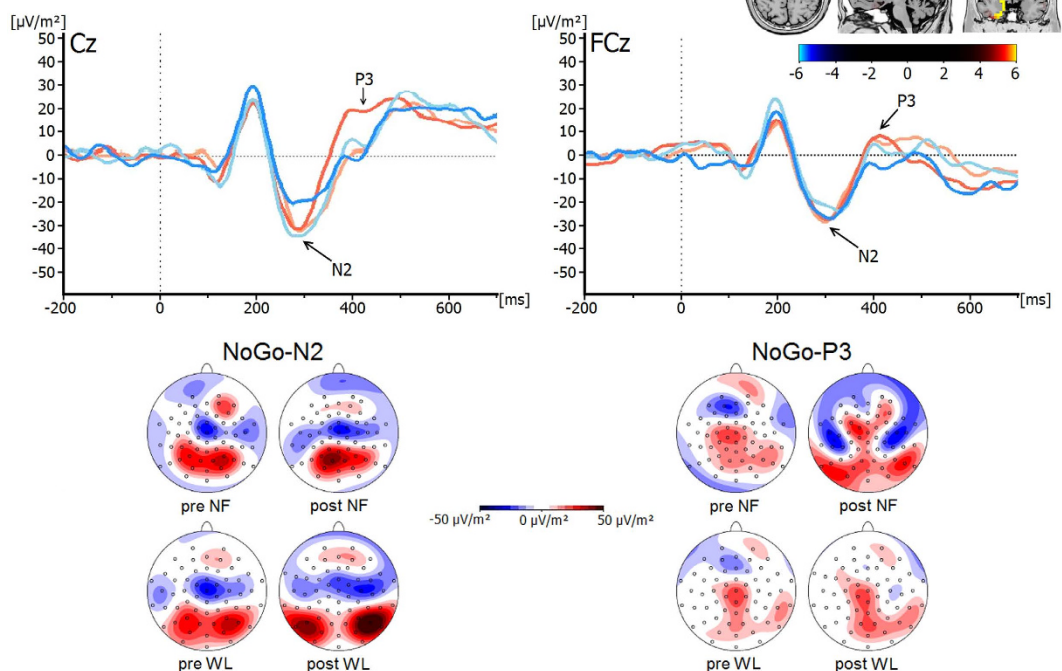 [µV/m²]
Cz
50
40
30
20
10
0
-10
-20
-30
-40
-50
P3
N2
-200
0
200
400
600
[ms]
[µV/m²]
FCz
50
40
30
20
10
0
-10
-20
-30
-40
-50
-6 -4 -2 0 2 4 6
P3
N2
-200
0
200
400
600
[ms]
NoGo-N2
pre NF
post NF
pre WL
post WL
-50 µV/m² 0 µV/m² 50 µV/m²
NoGo-P3
pre NF
post NF
pre WL
post WL